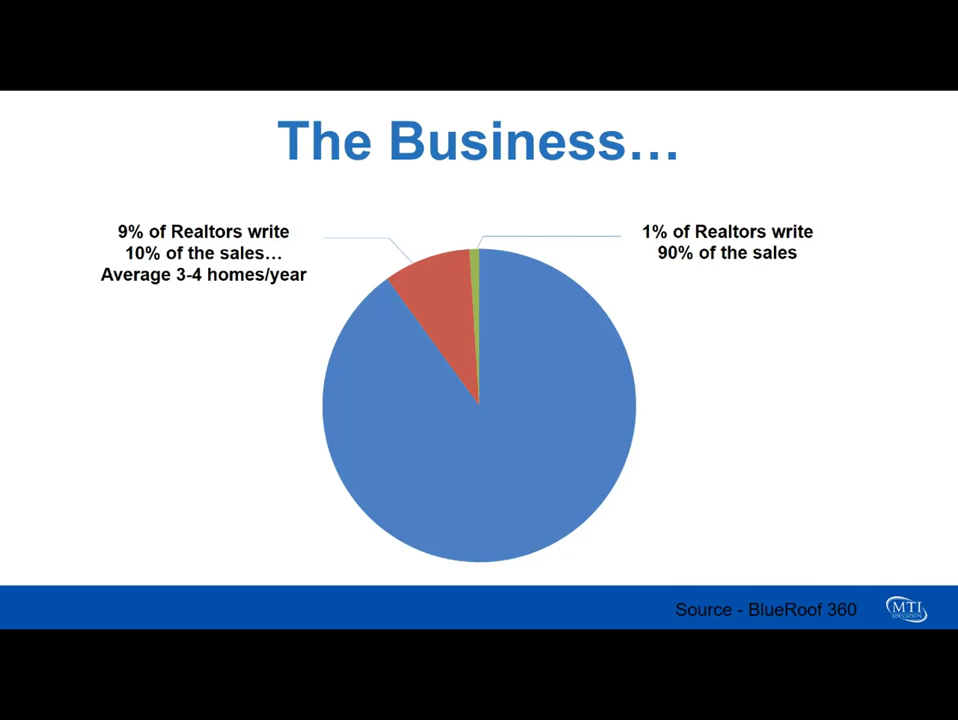 The Business…
9% of Realtors write
10% of the sales…
Average 3-4 homes/year
1% of Realtors write
90% of the sales
Source - BlueRoof 360
MTI
EDUCATION